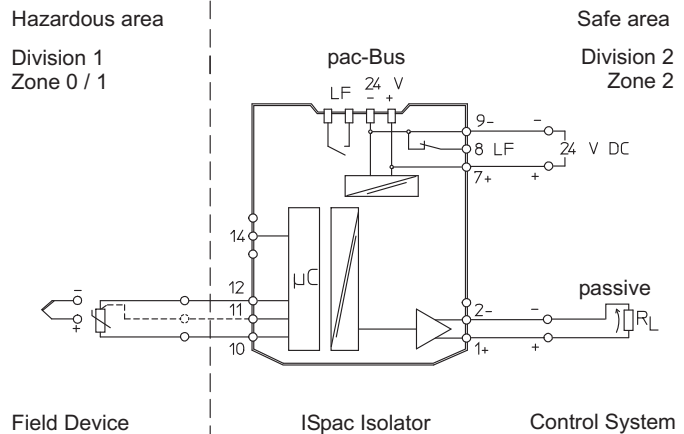 Hazardous area
Safe area
Division 1
Zone 0 / 1
pac-Bus
Division 2
Zone 2
LF
24 V
- +
9-
-
8 LF
24 V DC
7+
+
14
µC
12
-
11
+
10
passive
2-
-
RL
1+
+
Field Device
ISpac Isolator
Control System